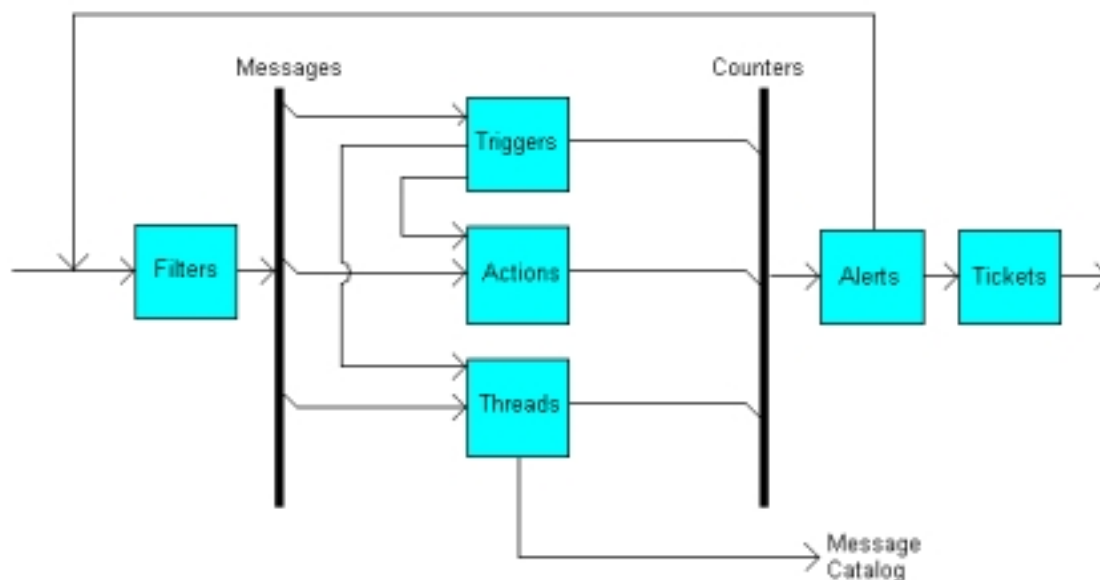 Messages
Counters
Triggers
Filters
Actions
Alerts
Tickets
Threads
Message
Catalog